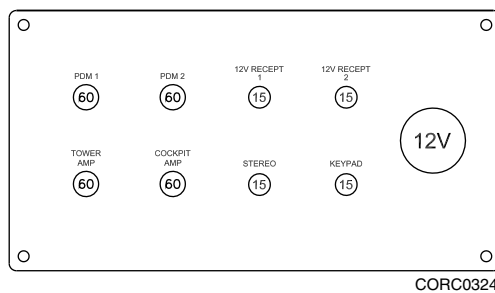 PDM 1
PDM 2
12V RECEPT
1
12V RECEPT
2
60
60
15
15
12V
TOWER
AMP
COCKPIT
AMP
STEREO
KEYPAD
60
60
15
15
CORC0324